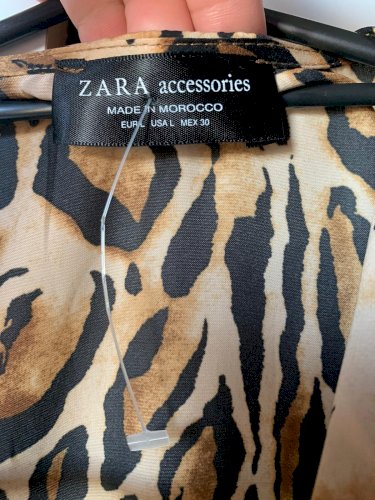 ZARA accessories
MADE IN MOROCCO
EUR L USA L MEX 30